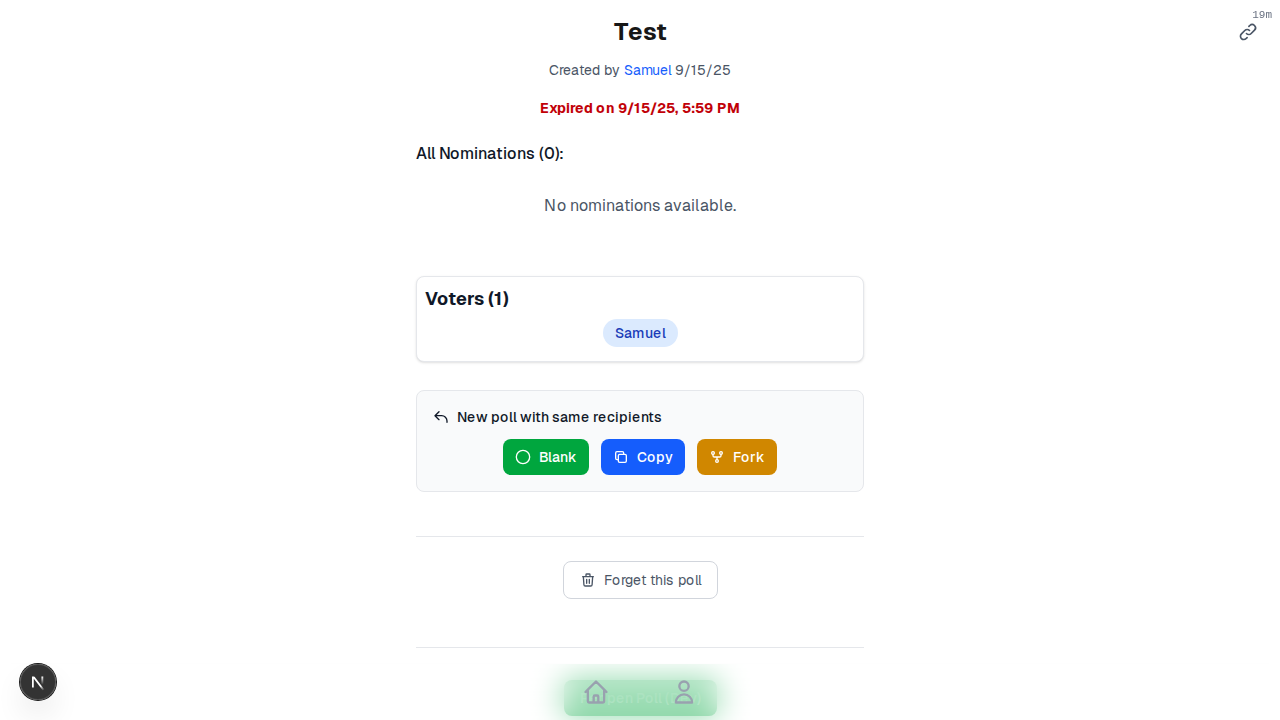 19m
Test
Created by Samuel 9/15/25
Expired on 9/15/25, 5:59 PM
All Nominations (0):
No nominations available.
Voters (1)
Samuel
New poll with same recipients
Blank
Copy
Fork
Forget this poll
N